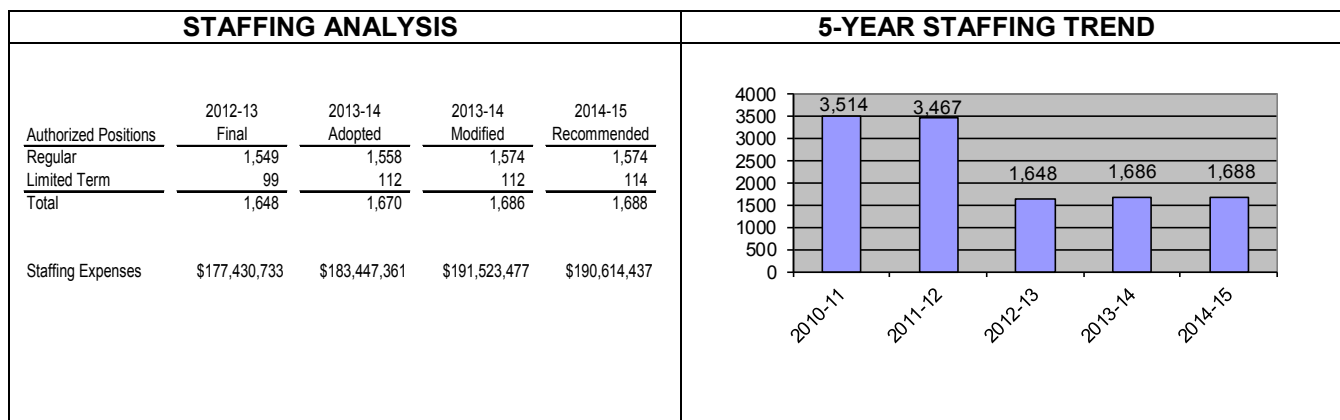 STAFFING ANALYSIS
5-YEAR STAFFING TREND
2012-13 2013-14 2013-14 2014-15
Authorized Positions Final Adopted Modified Recommended
Regular 1,549 1,558 1,574 1,574
Limited Term 99 112 112 114
Total 1,648 1,670 1,686 1,688
Staffing Expenses $177,430,733 $183,447,361 $191,523,477 $190,614,437
4000
3500
3000
2500
2000
1500
1000
500
0
3,514 3,467 1,648 1,686 1,688
2010-11 2011-12 2012-13 2013-14 2014-15